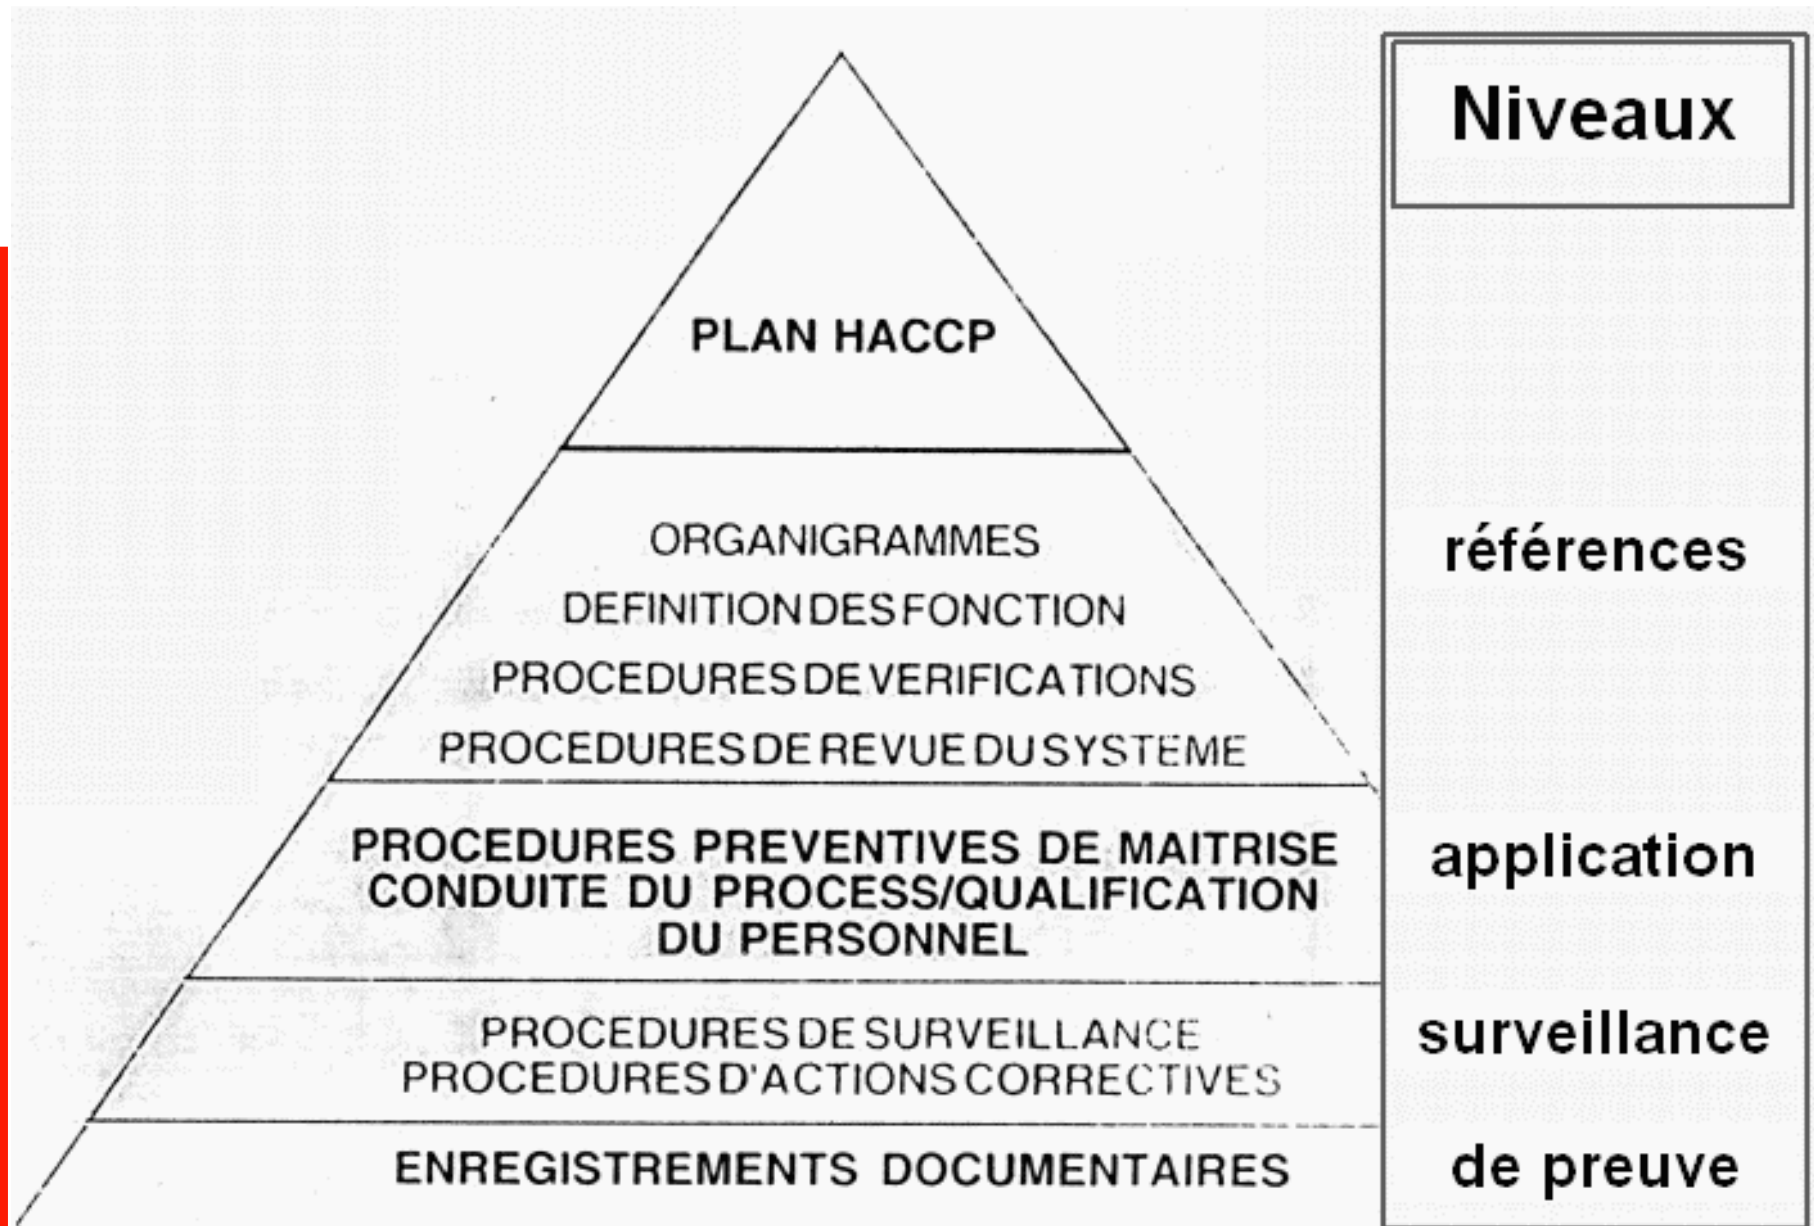 Niveaux
PLAN HACCP
ORGANIGRAMMES
références
DEFINITION DES FONCTION
PROCEDURES DE VERIFICATIONS
PROCEDURES DE REVUE DU SYSTEME
PROCEDURES PREVENTIVES DE MAITRISE
CONDUITE DU PROCESS/QUALIFICATION
DU PERSONNEL
application
PROCEDURES DE SURVEILLANCE
PROCEDURES D'ACTIONS CORRECTIVES
surveillance
ENREGISTREMENTS DOCUMENTAIRES
de preuve